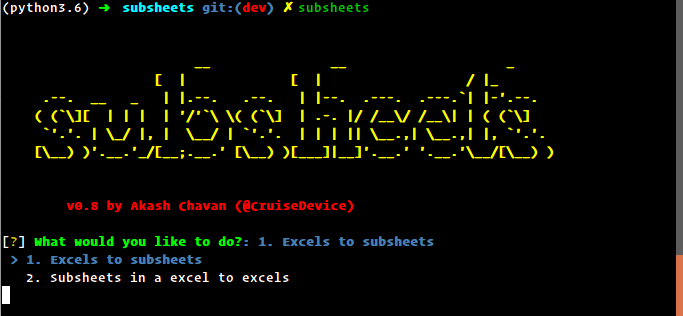 (python3.6) ➜ subsheets git:(dev) ✗ subsheets
subsheets
v0.8 by Akash Chavan (@CruiseDevice)
[?] What would you like to do?: 1. Excels to subsheets
> 1. Excels to subsheets
2. Subsheets in a excel to excels